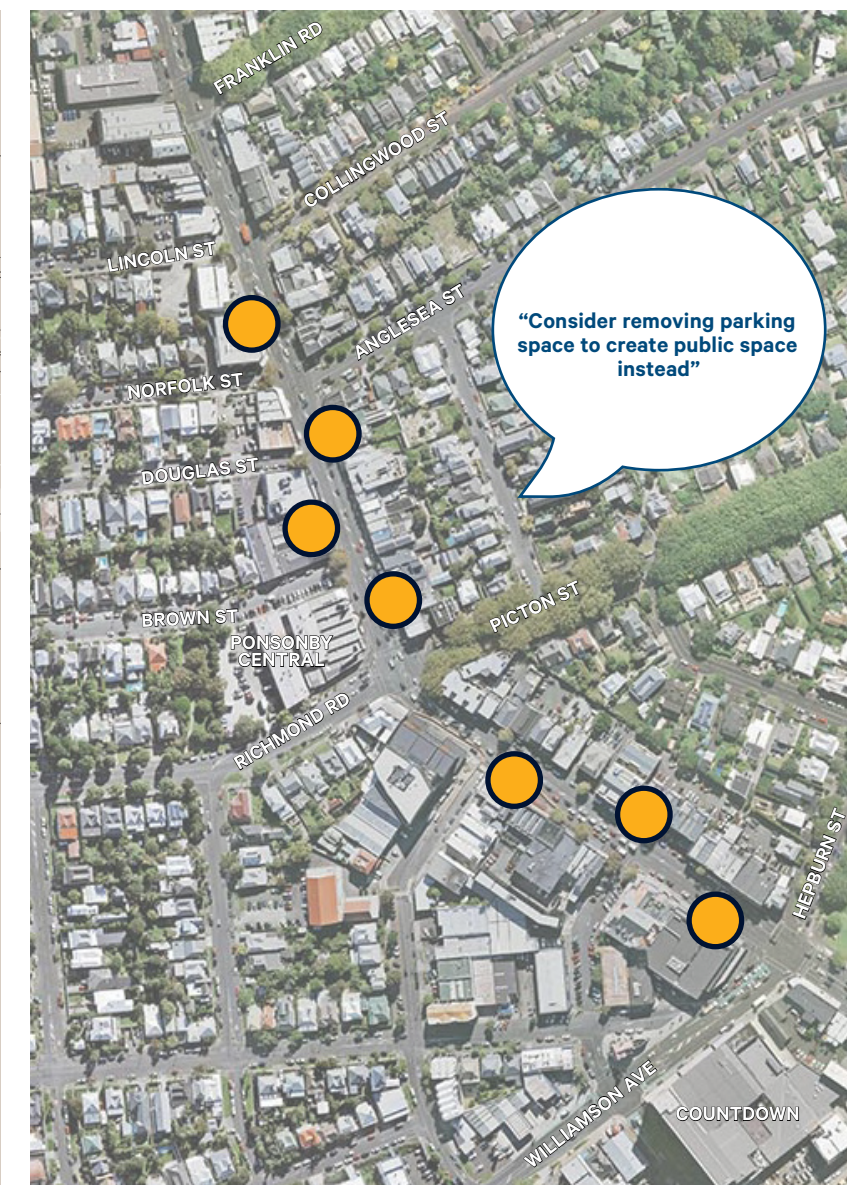 FRANKLIN RD
COLLINGWOOD ST
LINCOLN ST
ANGLESEA ST
“Consider removing parking
space to create public space
instead”
NORFOLK ST
DOUGLAS ST
BROWN ST
PICTON ST
PONSONBY
CENTRAL
RICHMOND RD
HEPBURN ST
WILLIAMSON AVE
COUNTDOWN